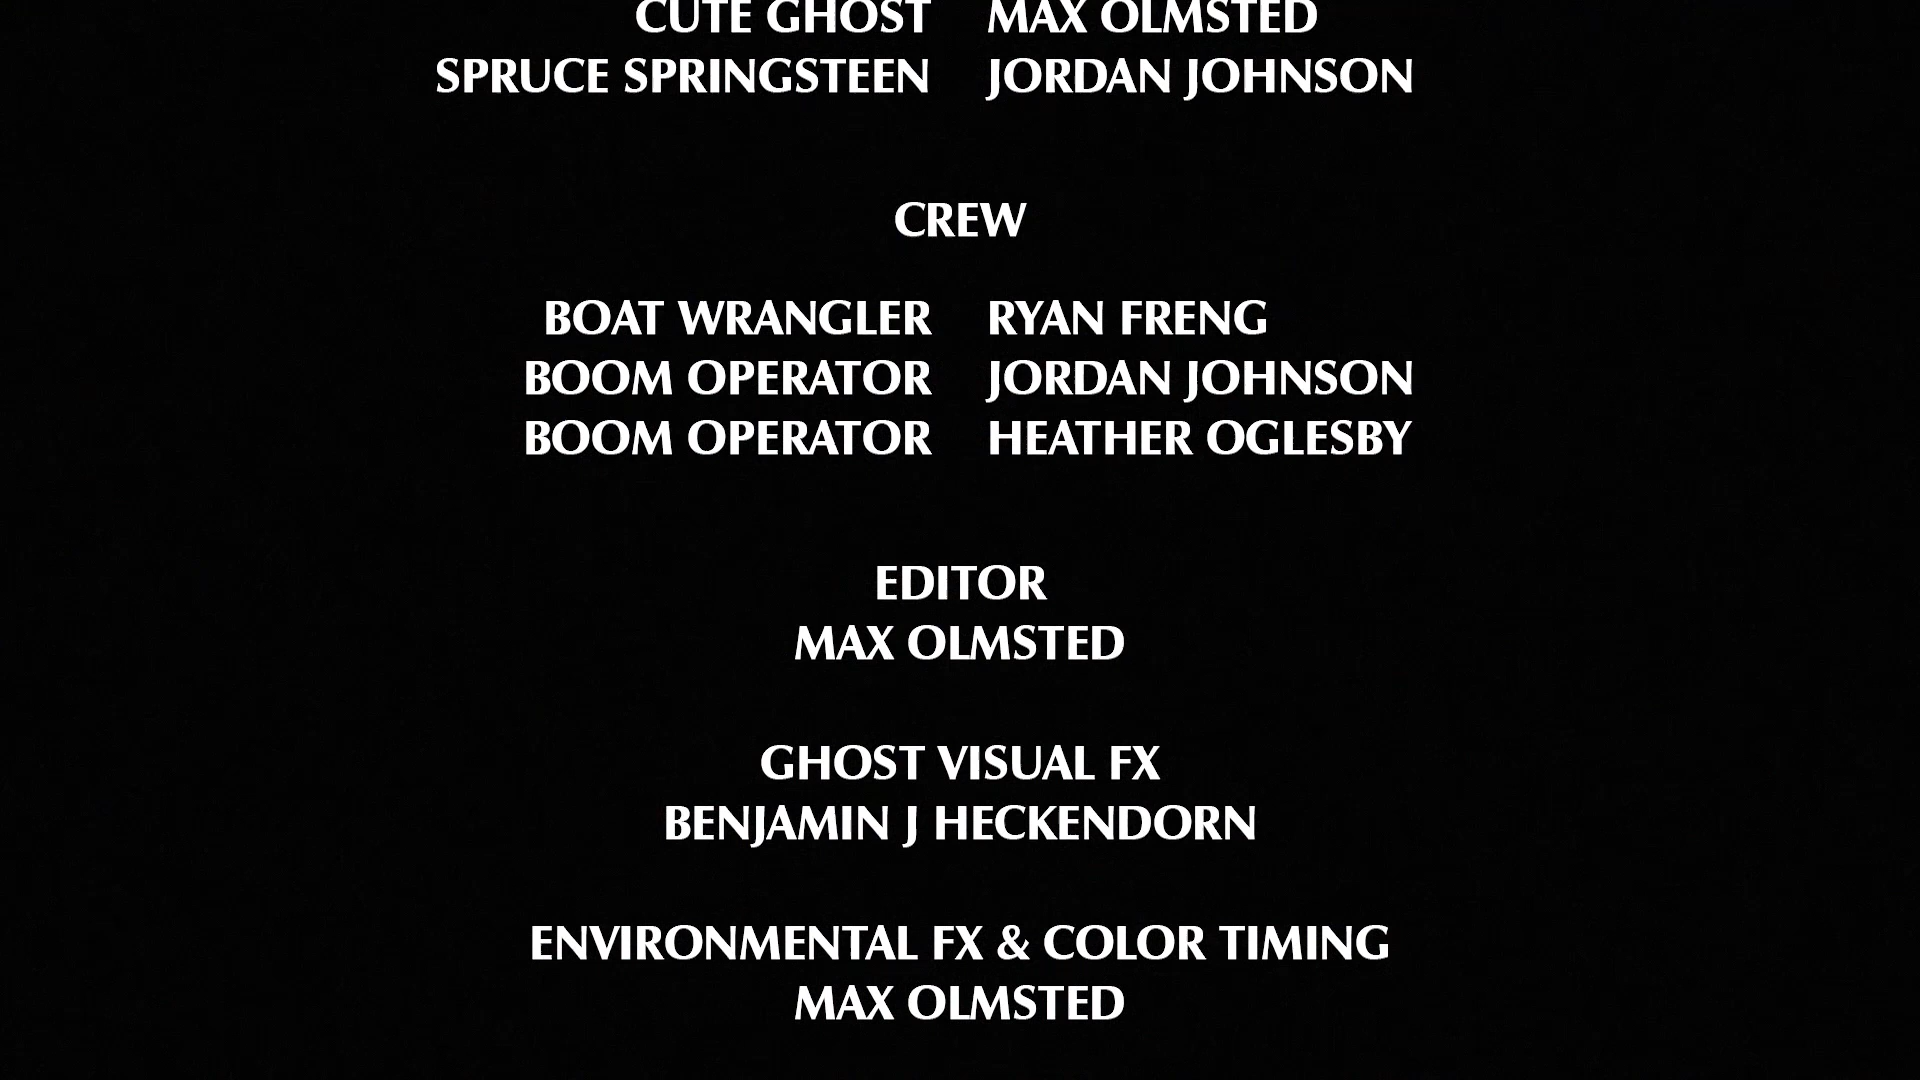 CUTE GHOST MAX OLMSTED
SPRUCE SPRINGSTEEN JORDAN JOHNSON
CREW
BOAT WRANGLER RYAN FRENG
BOOM OPERATOR JORDAN JOHNSON
BOOM OPERATOR HEATHER OGLESBY
EDITOR
MAX OLMSTED
GHOST VISUAL FX
BENJAMIN J HECKENDORN
ENVIRONMENTAL FX & COLOR TIMING
MAX OLMSTED